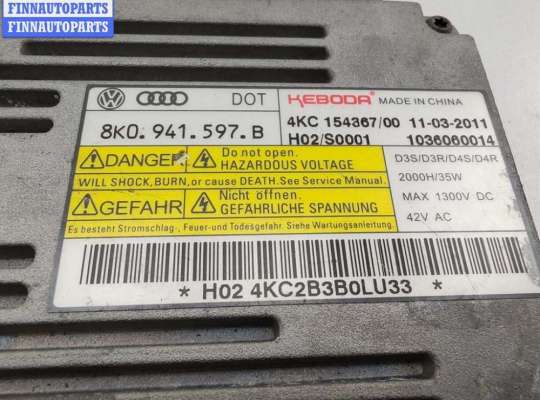 FINNAUTOPARTS
FINNAUTOPARTS
DOT KEBODA MADE IN CHINA
8K0.941.597.B
4KC 154367/00 11-03-2011
H02/S0001 1036060014
DANGER Do not open.
HAZARDOUS VOLTAGE
WILL SHOCK, BURN, or cause DEATH. See Service Manual.
GEFAHR Nicht öffnen.
GEFÄHRLICHE SPANNUNG
Es besteht Stromschlag-, Feuer-und Todesgefahr. Siehe Wartungsanleitung.
D3S/D3R/D4S/D4R
2000H/35W
MAX 1300V DC
42V AC
* H02 4KC2B3B0LU33 *